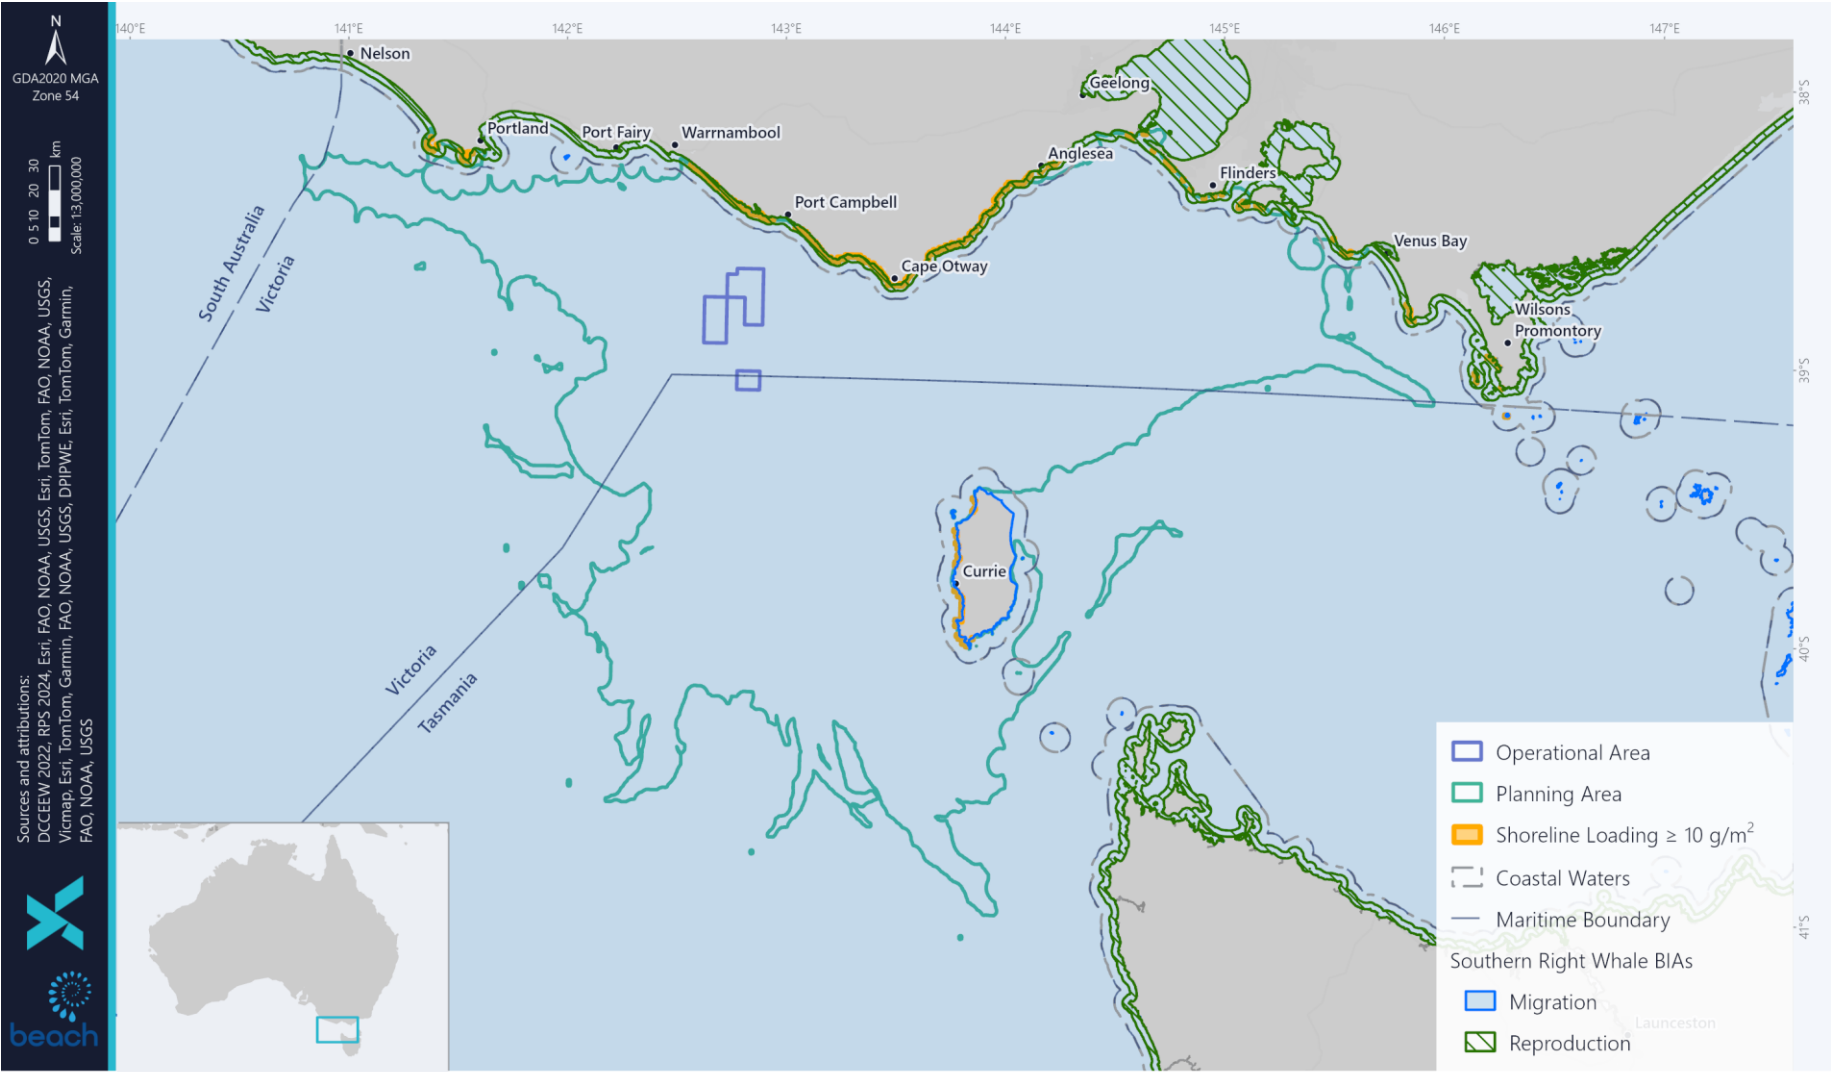 N
GDA2020 MGA
Zone 54
0 5 10 20 30
km
Scale: 1:3,000,000
Sources and attributions:
DCCEEW 2022, RPS 2024, Esri, FAO, NOAA, USGS, Esri, TomTom, FAO, NOAA, USGS,
Vicmap, Esri, TomTom, Garmin, FAO, NOAA, USGS, DPIPWE, Esri, TomTom, Garmin,
FAO, NOAA, USGS
beach
140°E
141°E
142°E
143°E
144°E
145°E
146°E
147°E
38°S
39°S
40°S
41°S
Nelson
Portland
Port Fairy
Warrnambool
Port Campbell
Cape Otway
Geelong
Anglesea
Flinders
Venus Bay
Wilsons
Promontory
South Australia
Victoria
Currie
Victoria
Tasmania
Operational Area
Planning Area
Shoreline Loading ≥ 10 g/m²
Coastal Waters
Maritime Boundary
Southern Right Whale BIAs
Migration
Reproduction
Launceston